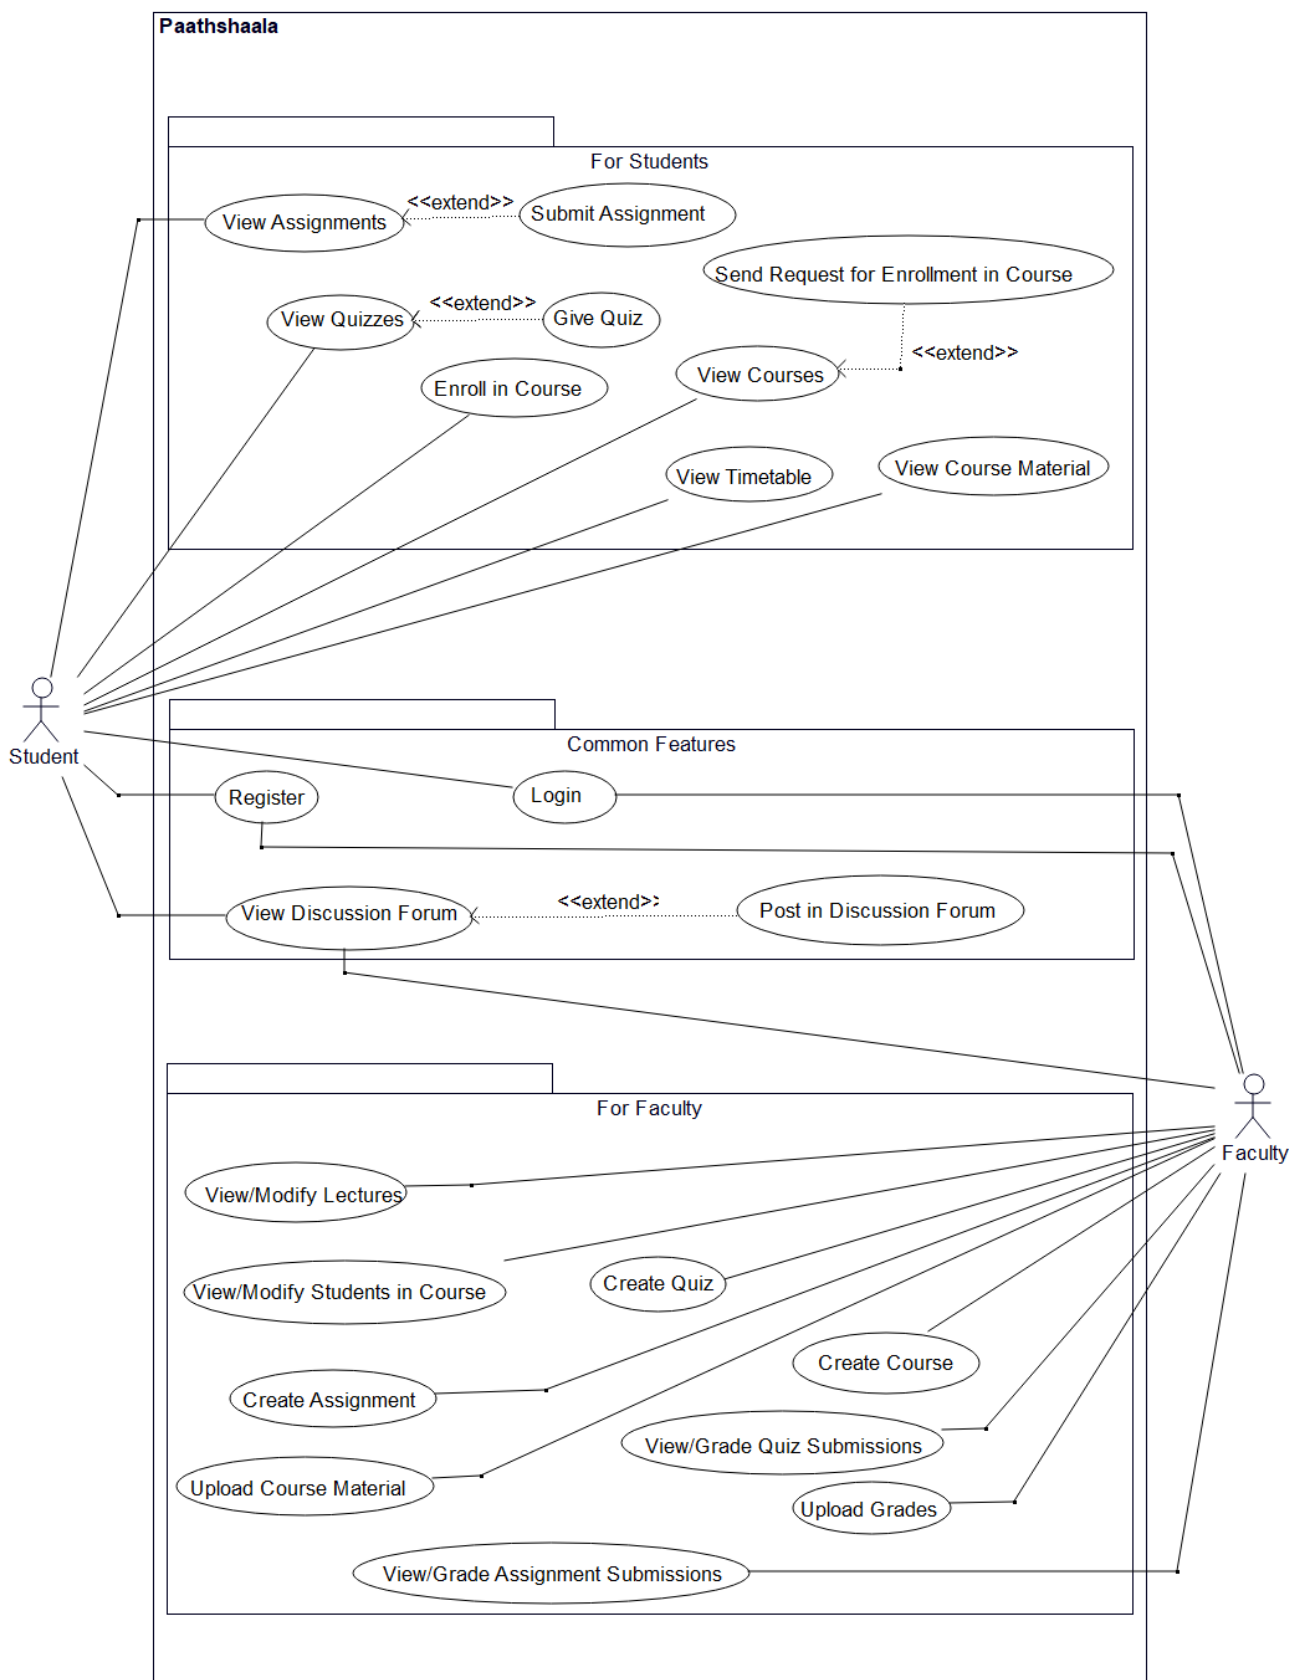 Paathshaala
For Students
View Assignments
<<extend>>
Submit Assignment
Send Request for Enrollment in Course
View Quizzes
<<extend>>
Give Quiz
<<extend>>
Enroll in Course
View Courses
View Timetable
View Course Material
Student
Common Features
Register
Login
View Discussion Forum
<<extend>>
Post in Discussion Forum
For Faculty
Faculty
View/Modify Lectures
View/Modify Students in Course
Create Quiz
Create Course
Create Assignment
View/Grade Quiz Submissions
Upload Course Material
Upload Grades
View/Grade Assignment Submissions